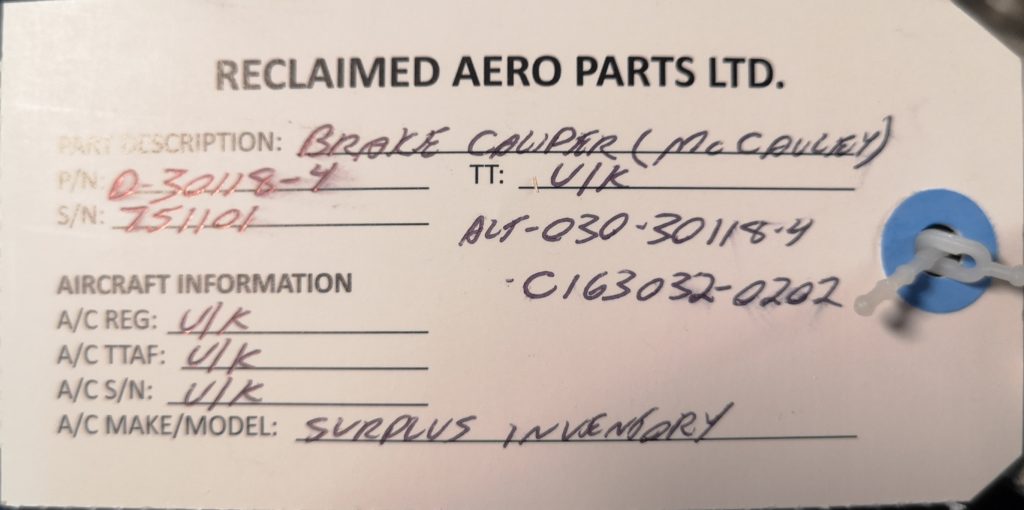 RECLAIMED AERO PARTS LTD.
PART DESCRIPTION: BRAKE CALIPER (McCAULEY)
P/N: D-30118-4 TT: U/K
S/N: 751101 ALT-030-30118-4
-C163032-0202
AIRCRAFT INFORMATION
A/C REG: U/K
A/C TTAF: U/K
A/C S/N: U/K
A/C MAKE/MODEL: SURPLUS INVENTORY